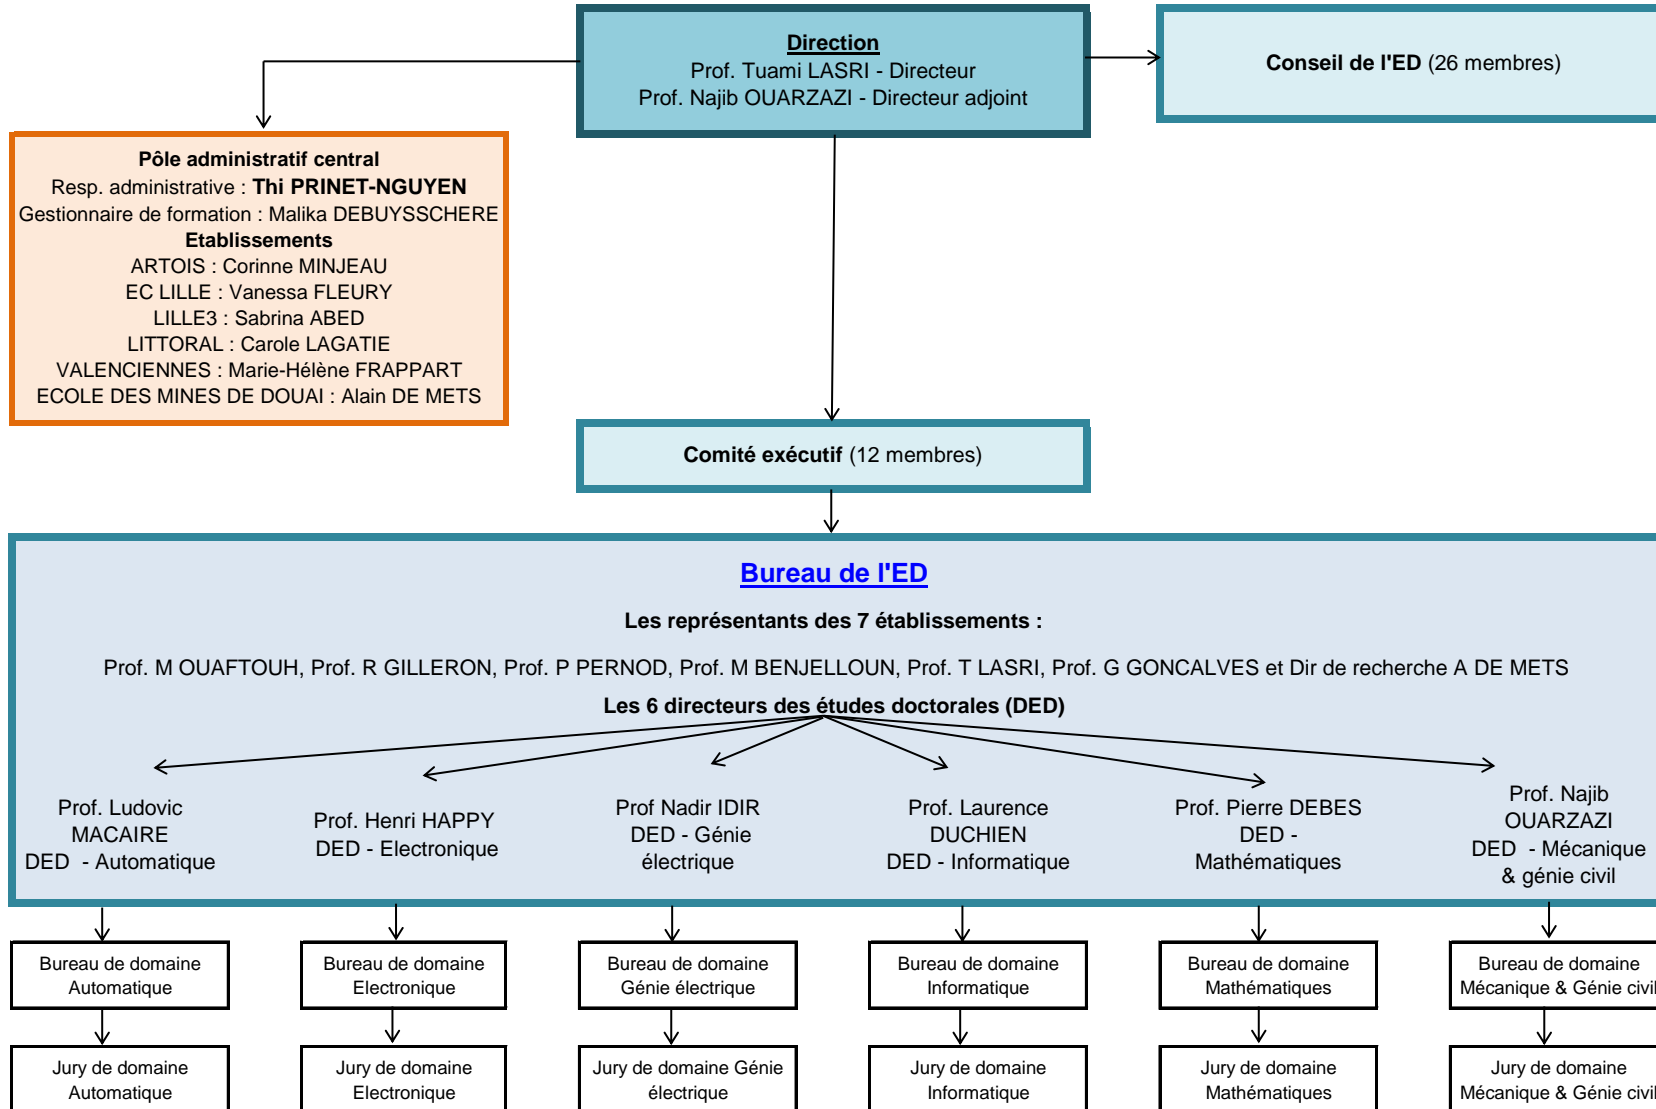 Direction
Prof. Tuami LASRI - Directeur
Prof. Najib OUARZAZI - Directeur adjoint
Conseil de l'ED (26 membres)
Pôle administratif central
Resp. administrative : Thi PRINET-NGUYEN
Gestionnaire de formation : Malika DEBUYSSCHERE
Etablissements
ARTOIS : Corinne MINJEAU
EC LILLE : Vanessa FLEURY
LILLE3 : Sabrina ABED
LITTORAL : Carole LAGATIE
VALENCIENNES : Marie-Hélène FRAPPART
ECOLE DES MINES DE DOUAI : Alain DE METS
Comité exécutif (12 membres)
Bureau de l'ED
Les représentants des 7 établissements :
Prof. M OUAFTOUH, Prof. R GILLERON, Prof. P PERNOD, Prof. M BENJELLOUN, Prof. T LASRI, Prof. G GONCALVES et Dir de recherche A DE METS
Les 6 directeurs des études doctorales (DED)
Prof. Ludovic
MACAIRE
DED - Automatique
Prof. Henri HAPPY
DED - Electronique
Prof Nadir IDIR
DED - Génie
électrique
Prof. Laurence
DUCHIEN
DED - Informatique
Prof. Pierre DEBES
DED -
Mathématiques
Prof. Najib
OUARZAZI
DED - Mécanique
& génie civil
Bureau de domaine
Automatique
Bureau de domaine
Electronique
Bureau de domaine
Génie électrique
Bureau de domaine
Informatique
Bureau de domaine
Mathématiques
Bureau de domaine
Mécanique & Génie civil
Jury de domaine
Automatique
Jury de domaine
Electronique
Jury de domaine Génie
électrique
Jury de domaine
Informatique
Jury de domaine
Mathématiques
Jury de domaine
Mécanique & Génie civil